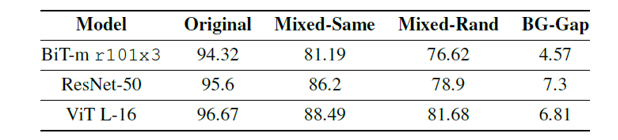 Model Original Mixed-Same Mixed-Rand BG-Gap
BiT-m r101x3 94.32 81.19 76.62 4.57
ResNet-50 95.6 86.2 78.9 7.3
ViT L-16 96.67 88.49 81.68 6.81